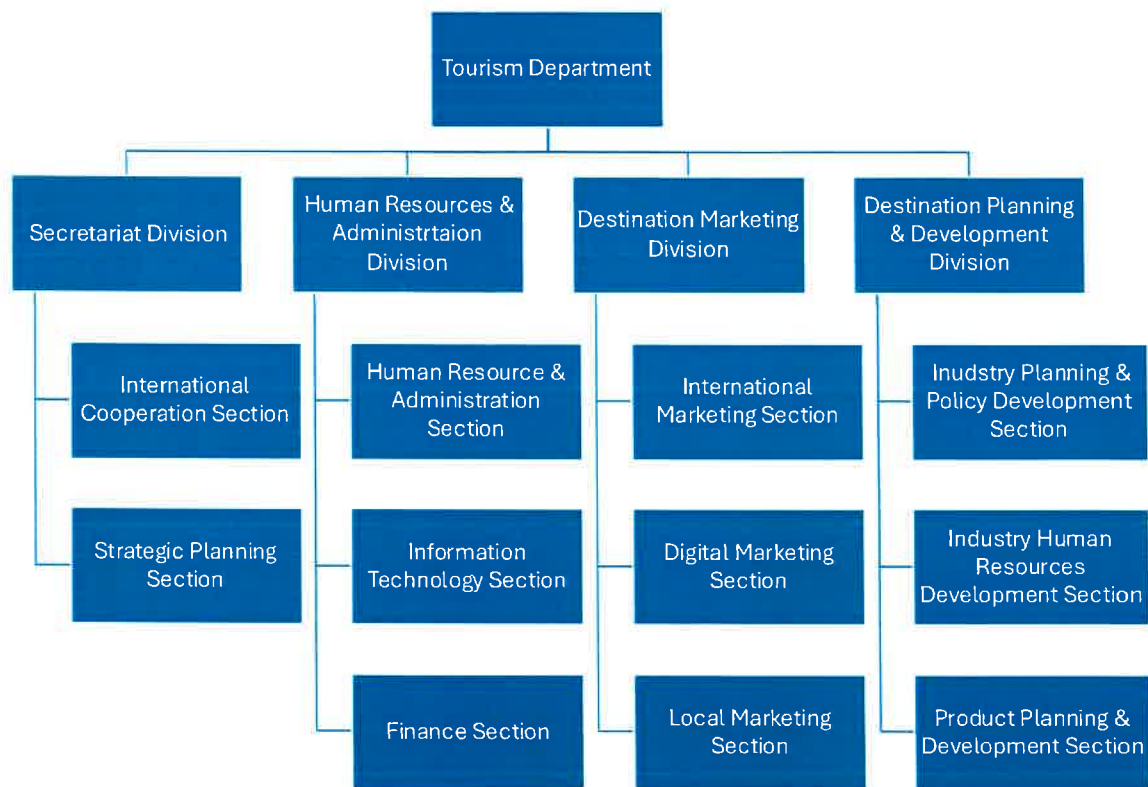 Tourism Department
Secretariat Division
Human Resources &
Administrtaion
Division
Destination Marketing
Division
Destination Planning
& Development
Division
International
Cooperation Section
Strategic Planning
Section
Human Resource &
Administration
Section
Information
Technology Section
Finance Section
International
Marketing Section
Digital Marketing
Section
Local Marketing
Section
Inudstry Planning &
Policy Development
Section
Industry Human
Resources
Development Section
Product Planning &
Development Section